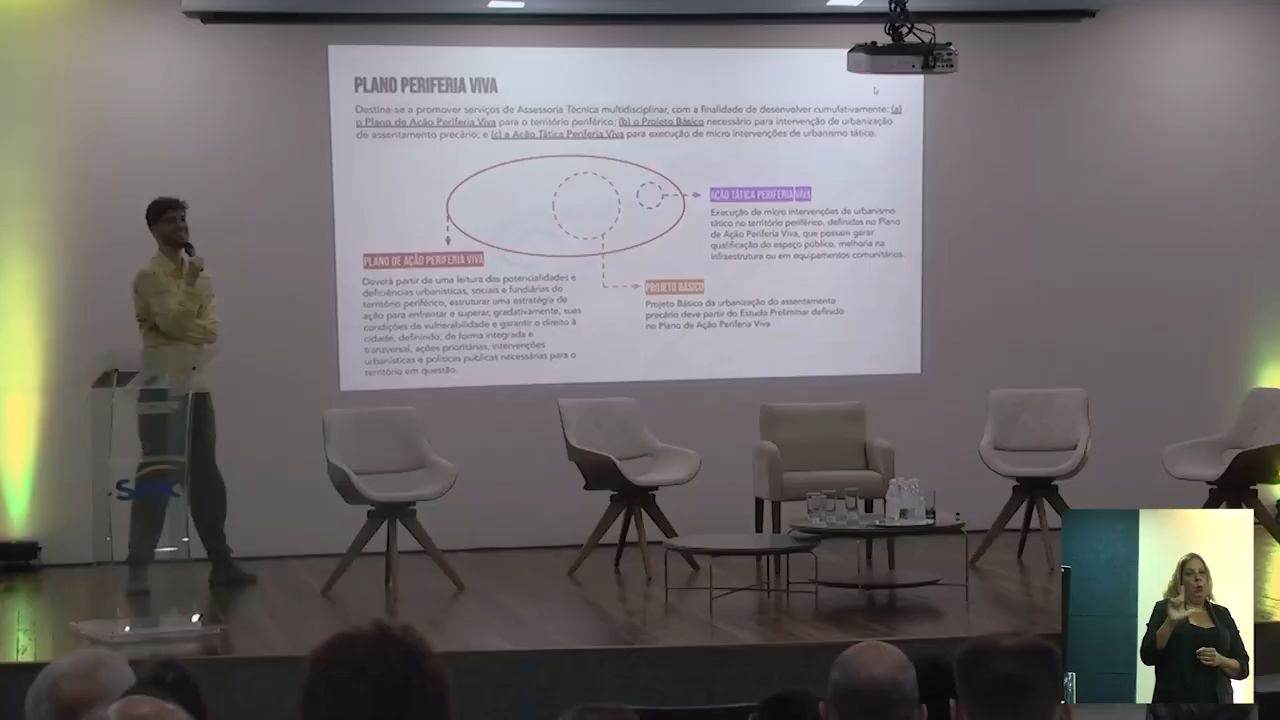 PLANO PERIFERIA VIVA
Destina-se a promover serviços de Assessoria Técnica multidisciplinar, com a finalidade de desenvolver cumulativamente: (a)
o Plano de Ação Periferia Viva para o território periférico; (b) o Projeto Básico necessário para intervenção de urbanização
de assentamento precário; e (c) a Ação Tática Periferia Viva para execução de micro intervenções de urbanismo tático.
AÇÃO TÁTICA PERIFERIA VIVA
Execução de micro intervenções de urbanismo
tático no território periférico, definidas no Plano
de Ação Periferia Viva, que possam gerar
qualificação do espaço público, melhoria na
infraestrutura ou em equipamentos comunitários.
PLANO DE AÇÃO PERIFERIA VIVA
Deverá partir de uma leitura das potencialidades e
deficiências urbanísticas, sociais e fundiárias do
território periférico, estruturar uma estratégia de
ação para enfrentar e superar, gradativamente, suas
condições de vulnerabilidade e garantir o direito à
cidade, definindo, de forma integrada e
transversal, ações prioritárias, intervenções
urbanísticas e políticas públicas necessárias para o
território em questão.
PROJETO BÁSICO
Projeto Básico da urbanização do assentamento
precário deve partir do Estudo Preliminar definido
no Plano de Ação Periferia Viva